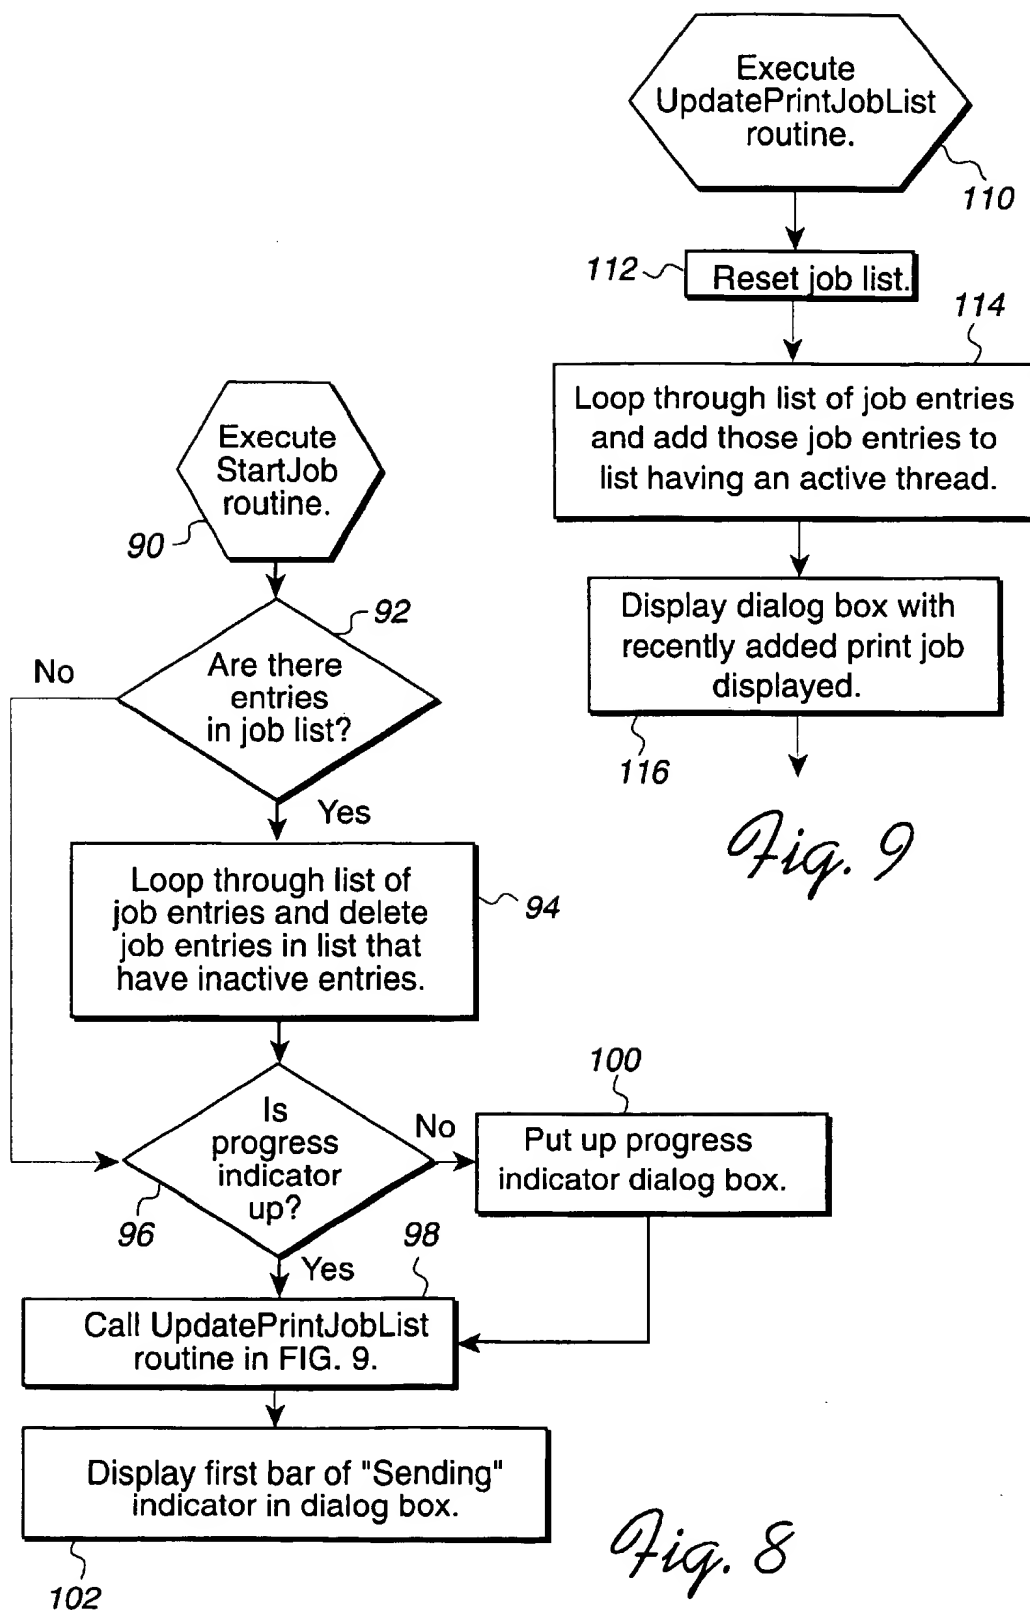 Execute
UpdatePrintJobList
routine.
110
112
Reset job list.
114
Loop through list of job entries
and add those job entries to
list having an active thread.
Display dialog box with
recently added print job
displayed.
116
Fig. 9
Execute
StartJob
routine.
90
92
Are there
entries
in job list?
No
Yes
Loop through list of
job entries and delete
job entries in list that
have inactive entries.
94
Is
progress
indicator
up?
96
No
100
Put up progress
indicator dialog box.
Yes
98
Call UpdatePrintJobList
routine in FIG. 9.
Display first bar of "Sending"
indicator in dialog box.
102
Fig. 8